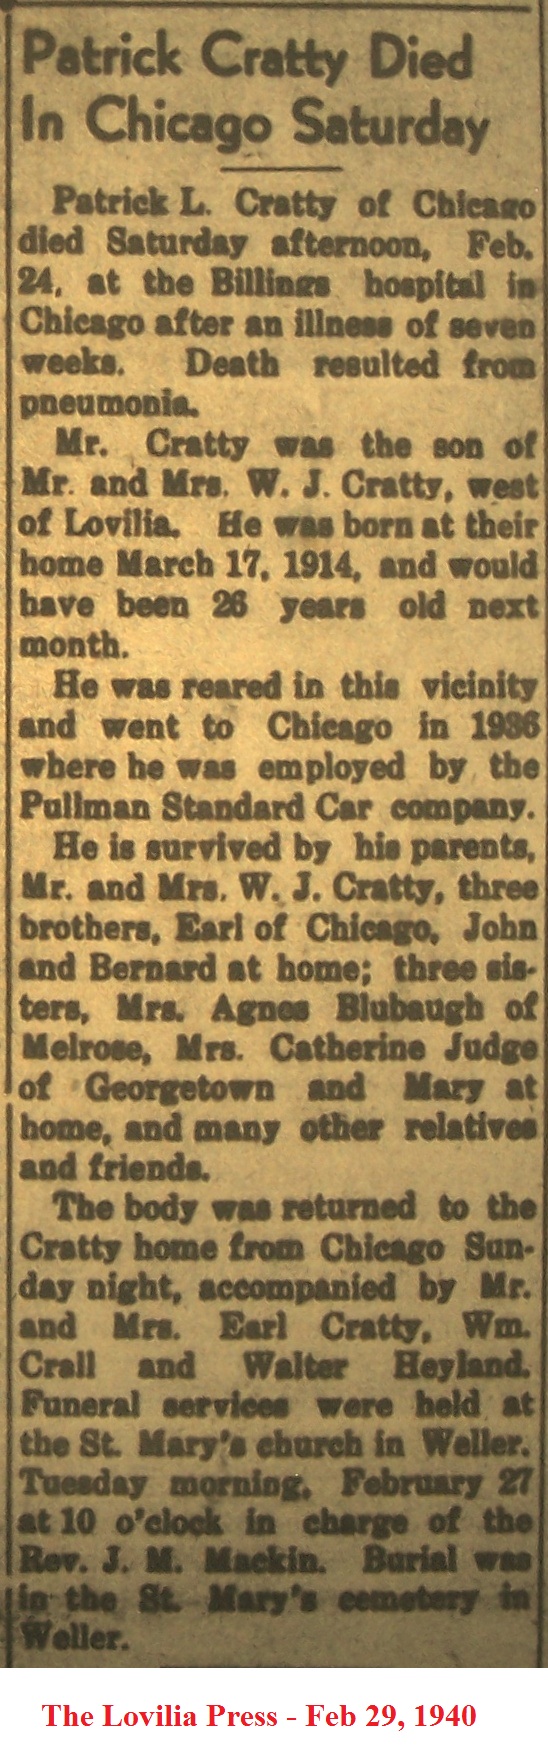 Patrick Cratty Died
In Chicago Saturday
Patrick L. Cratty of Chicago
died Saturday afternoon, Feb.
24, at the Billings hospital in
Chicago after an illness of seven
weeks. Death resulted from
pneumonia.
Mr. Cratty was the son of
Mr. and Mrs. W. J. Cratty, west
of Lovilia. He was born at their
home March 17, 1914, and would
have been 26 years old next
month.
He was reared in this vicinity
and went to Chicago in 1936
where he was employed by the
Pullman Standard Car company.
He is survived by his parents,
Mr. and Mrs. W. J. Cratty, three
brothers, Earl of Chicago, John
and Bernard at home; three sis-
ters, Mrs. Agnes Blubaugh of
Melrose, Mrs. Catherine Judge
of Georgetown and Mary at
home, and many other relatives
and friends.
The body was returned to the
Cratty home from Chicago Sun-
day night, accompanied by Mr.
and Mrs. Earl Cratty, Wm.
Crall and Walter Heyland.
Funeral services were held at
the St. Mary's church in Weller,
Tuesday morning, February 27
at 10 o'clock in charge of the
Rev. J. M. Mackin. Burial was
in the St. Mary's cemetery in
Weller.
The Lovilia Press - Feb 29, 1940